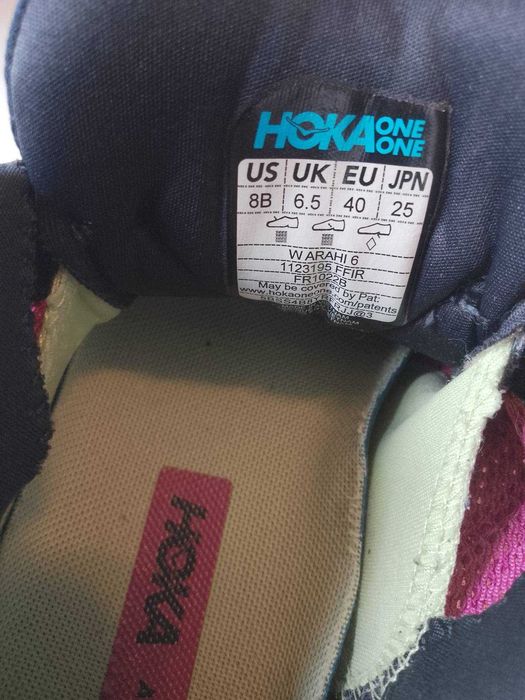 HOKA ONE ONE
US UK EU JPN
8B 6.5 40 25
W ARAHI 6
1123195 FFIR
FR1022B
May be covered by Pat:
www.hokaoneone.com/patents
HOKA